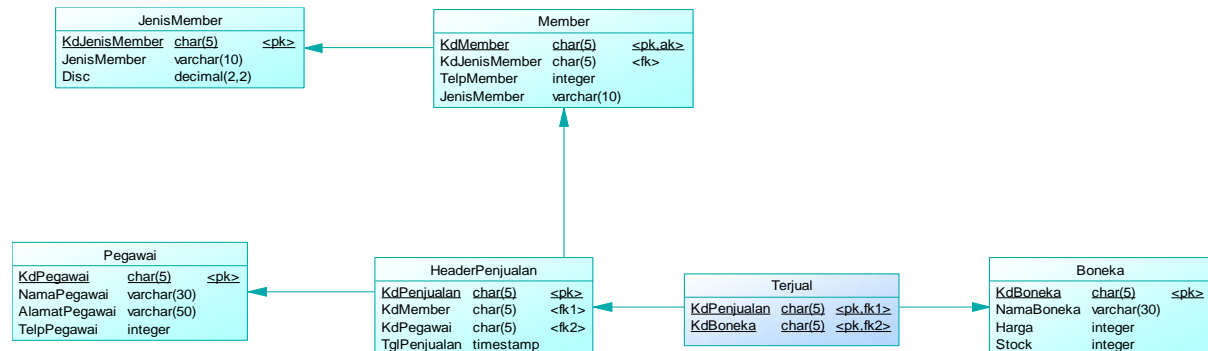 JenisMember
KdJenisMember char(5) <pk>
JenisMember varchar(10)
Disc decimal(2,2)
Member
KdMember char(5) <pk,ak>
KdJenisMember char(5) <fk>
TelpMember integer
JenisMember varchar(10)
Pegawai
KdPegawai char(5) <pk>
NamaPegawai varchar(30)
AlamatPegawai varchar(50)
TelpPegawai integer
HeaderPenjualan
KdPenjualan char(5) <pk>
KdMember char(5) <fk1>
KdPegawai char(5) <fk2>
TglPenjualan timestamp
Terjual
KdPenjualan char(5) <pk,fk1>
KdBoneka char(5) <pk,fk2>
Boneka
KdBoneka char(5) <pk>
NamaBoneka varchar(30)
Harga integer
Stock integer